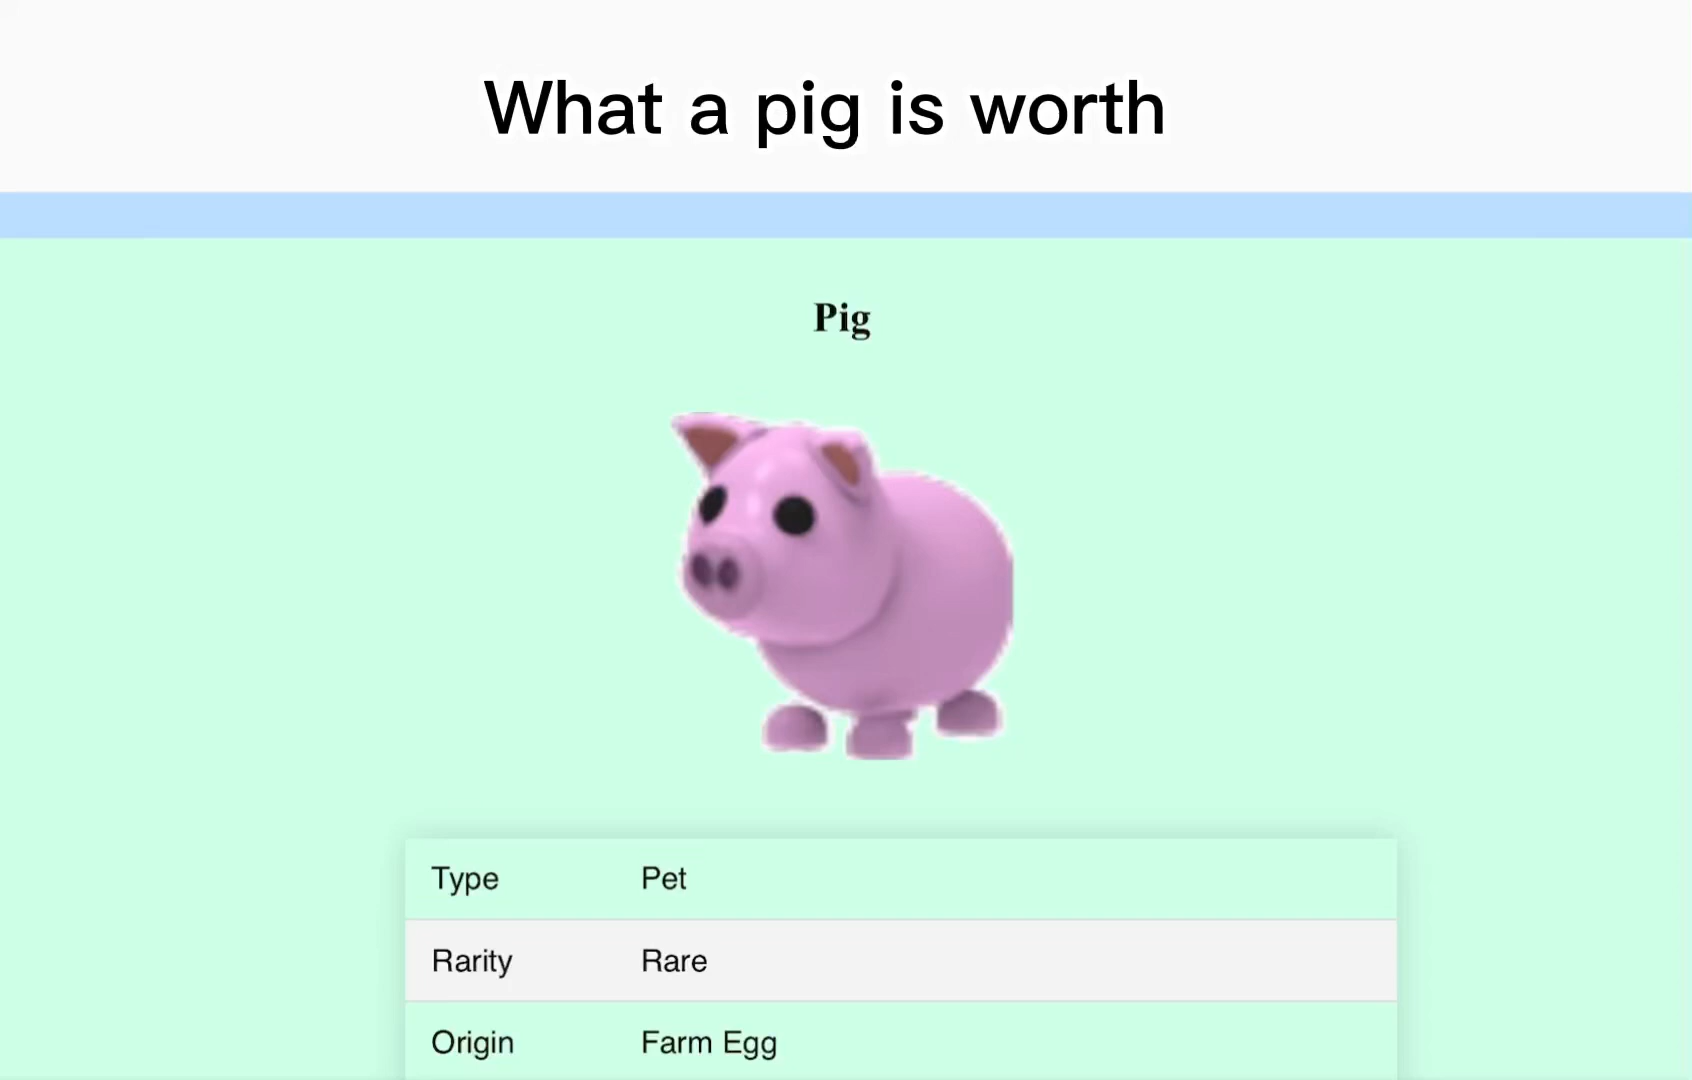 What a pig is worth
Pig
Type Pet
Rarity Rare
Origin Farm Egg